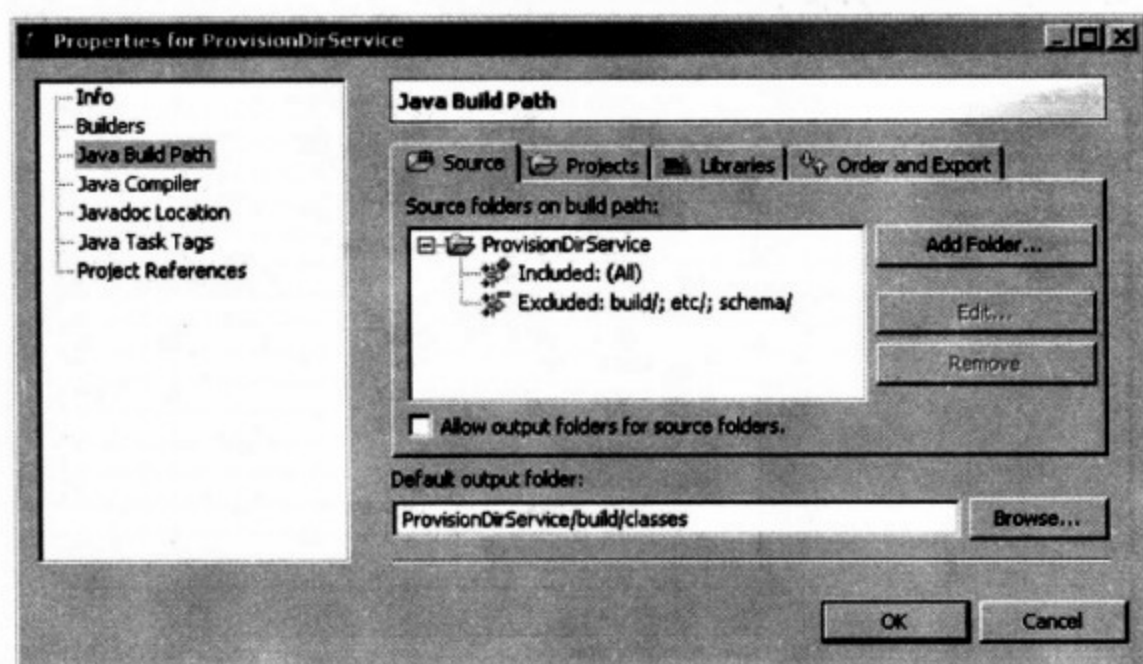 Properties for ProvisionDirService
Info
Builders
Java Build Path
Java Compiler
Javadoc Location
Java Task Tags
Project References
Java Build Path
Source Projects Libraries Order and Export
Source folders on build path:
ProvisionDirService
Included: (All)
Excluded: build/; etc/; schema/
Add Folder...
Edit...
Remove
Allow output folders for source folders.
Default output folder:
ProvisionDirService/build/classes
Browse...
OK Cancel